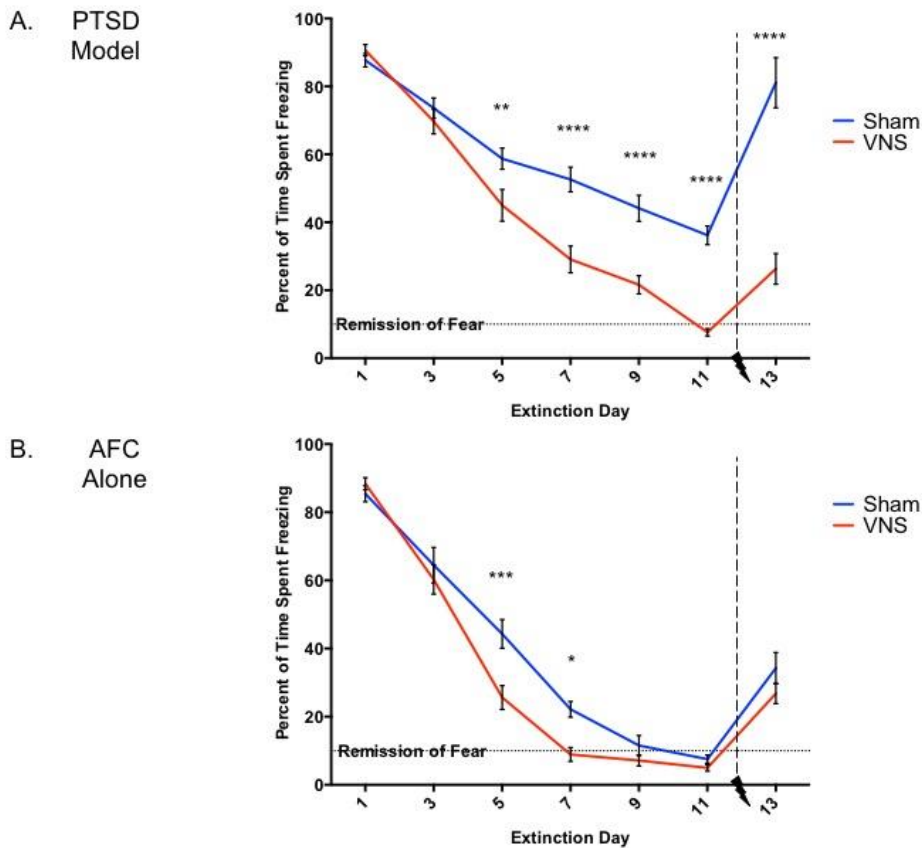 A. PTSD
Model
Percent of Time Spent Freezing
100
80
60
40
20
0
**
****
****
****
****
Remission of Fear
1
3
5
7
9
11
13
Extinction Day
Sham
VNS
B. AFC
Alone
Percent of Time Spent Freezing
100
80
60
40
20
0
***
*
Remission of Fear
1
3
5
7
9
11
13
Extinction Day
Sham
VNS